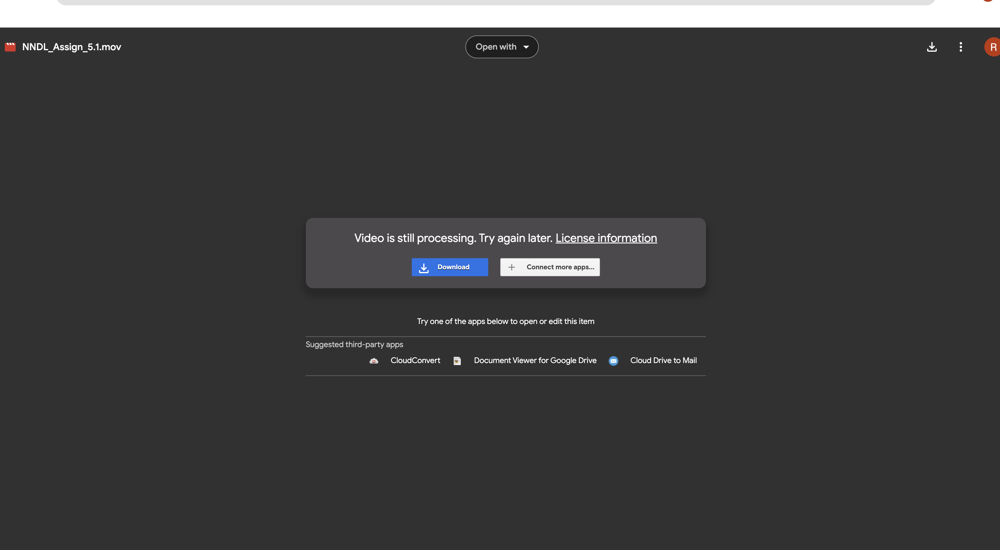 NNDL_Assign_5.1.mov
Open with
R
Video is still processing. Try again later. License information
Download
Connect more apps...
Try one of the apps below to open or edit this item
Suggested third-party apps
CloudConvert Document Viewer for Google Drive Cloud Drive to Mail